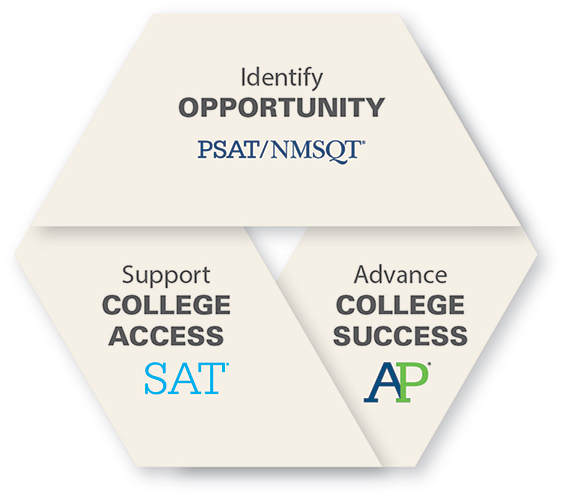 Identify
OPPORTUNITY
PSAT/NMSQT®
Support
COLLEGE
ACCESS
SAT®
Advance
COLLEGE
SUCCESS
AP®